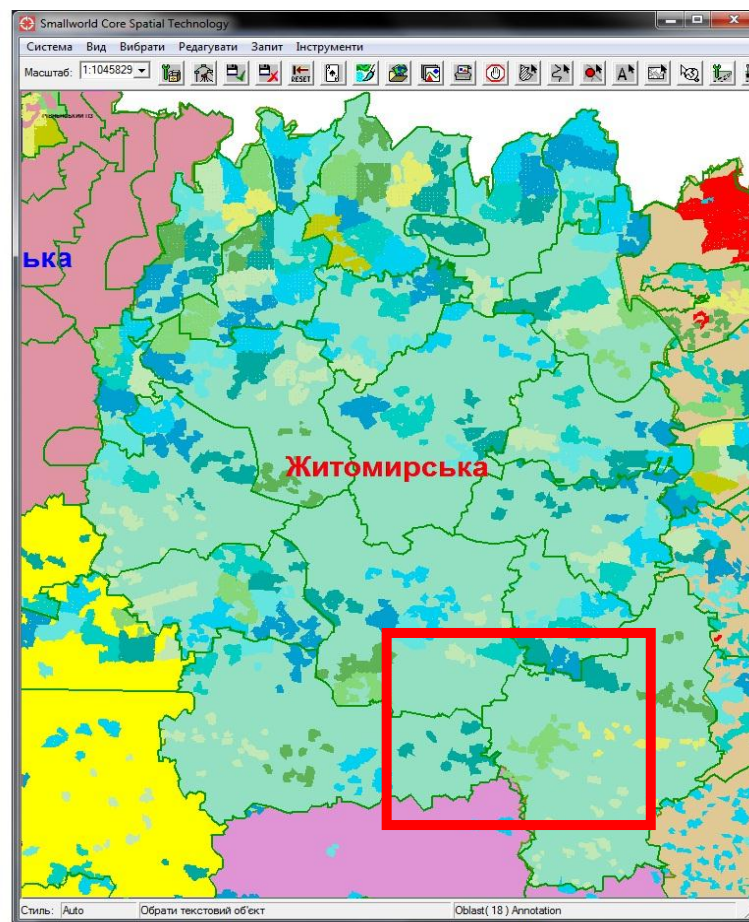 Smallworld Core Spatial Technology
Система Вид Вибрати Редагувати Запит Інструменти
Масштаб: 1:1045829
RESET
A
ька
Житомирська
Стиль: Auto Обрати текстовий об'єкт Oblast( 18 ) Annotation